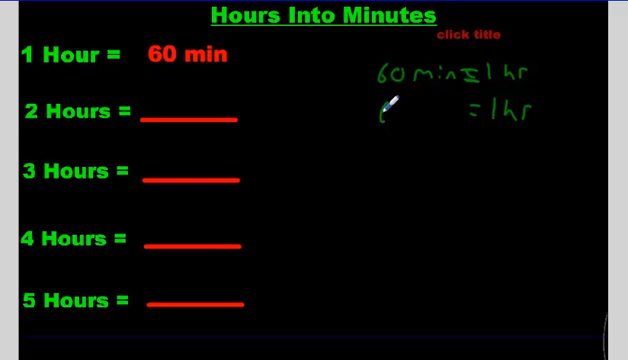 Hours Into Minutes
click title
1 Hour = 60 min
60 min = 1 hr
2 Hours =
= 1 hr
3 Hours =
4 Hours =
5 Hours =